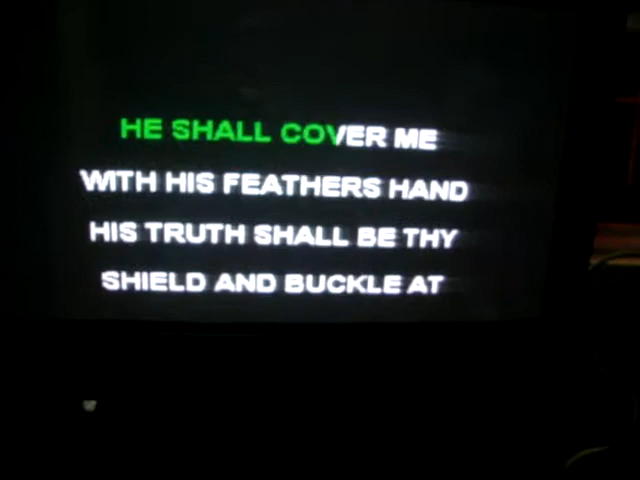 HE SHALL COVER ME
WITH HIS FEATHERS HAND
HIS TRUTH SHALL BE THY
SHIELD AND BUCKLE AT